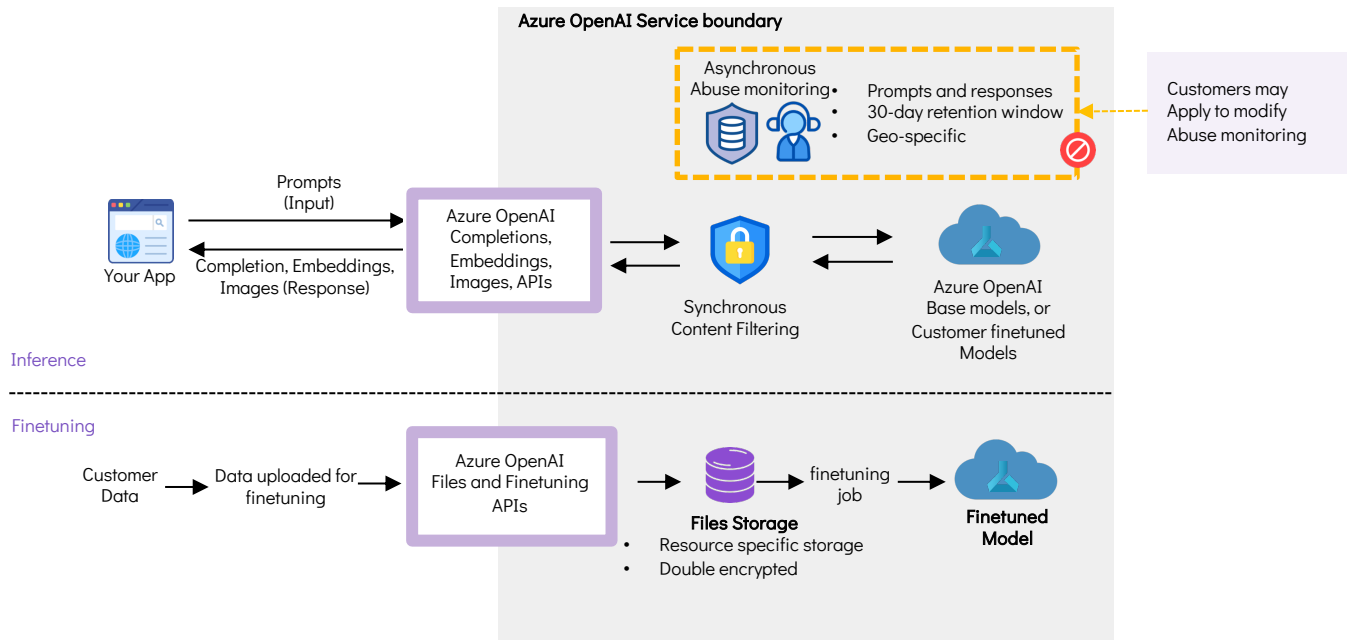 Azure OpenAI Service boundary
Asynchronous
Abuse monitoring
• Prompts and responses
• 30-day retention window
• Geo-specific
Customers may
Apply to modify
Abuse monitoring
Prompts
(Input)
Your App
Completion, Embeddings,
Images (Response)
Azure OpenAI
Completions,
Embeddings,
Images, APIs
Synchronous
Content Filtering
Azure OpenAI
Base models, or
Customer finetuned
Models
Inference
Finetuning
Customer
Data
Data uploaded for
finetuning
Azure OpenAI
Files and Finetuning
APIs
Files Storage
• Resource specific storage
• Double encrypted
finetuning
job
Finetuned
Model